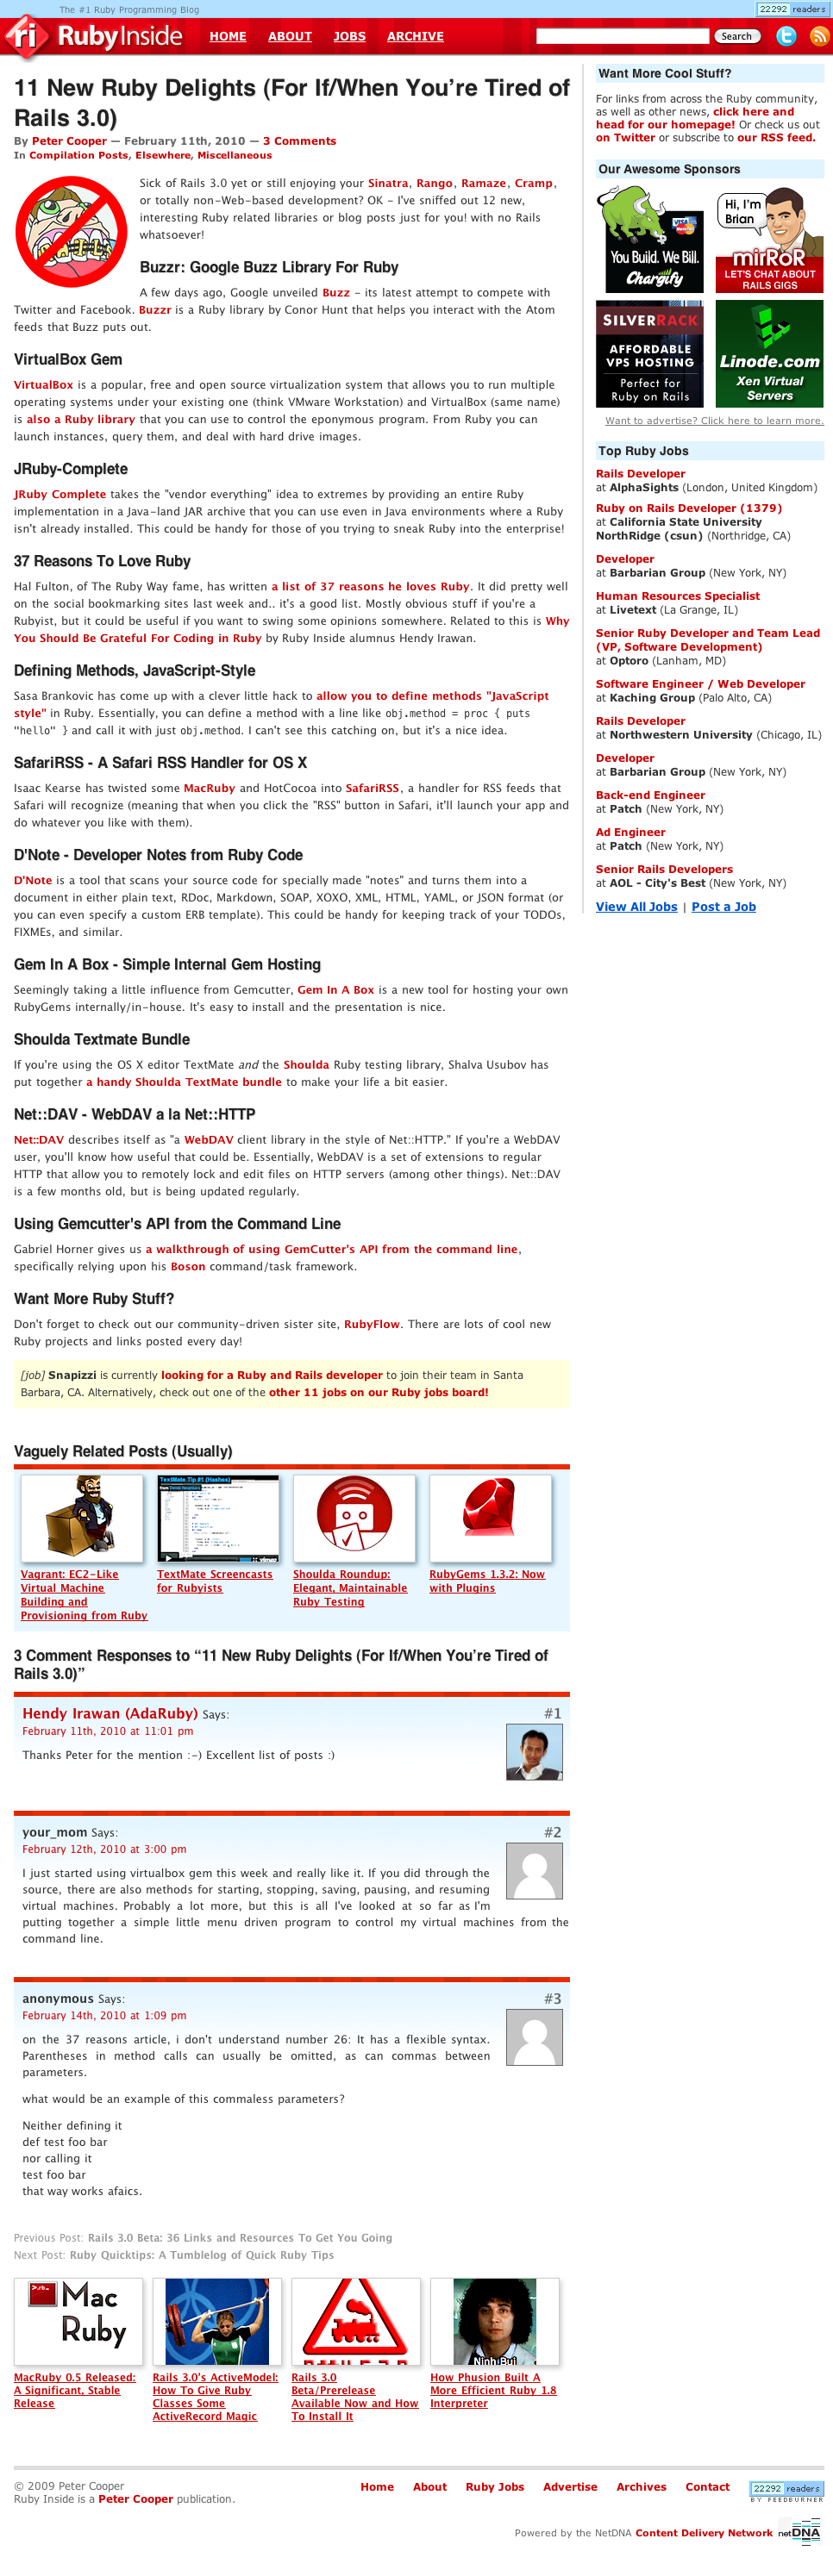 The #1 Ruby Programming Blog
22292 readers
ri RubyInside
HOME ABOUT JOBS ARCHIVE
Search
11 New Ruby Delights (For If/When You're Tired of
Rails 3.0)
By Peter Cooper — February 11th, 2010 — 3 Comments
In Compilation Posts, Elsewhere, Miscellaneous
Sick of Rails 3.0 yet or still enjoying your Sinatra, Rango, Ramaze, Cramp,
or totally non-Web-based development? OK - I've sniffed out 12 new,
interesting Ruby related libraries or blog posts just for you! with no Rails
whatsoever!
Buzzr: Google Buzz Library For Ruby
A few days ago, Google unveiled Buzz - its latest attempt to compete with
Twitter and Facebook. Buzzr is a Ruby library by Conor Hunt that helps you interact with the Atom
feeds that Buzz puts out.
VirtualBox Gem
VirtualBox is a popular, free and open source virtualization system that allows you to run multiple
operating systems under your existing one (think VMware Workstation) and VirtualBox (same name)
is also a Ruby library that you can use to control the eponymous program. From Ruby you can
launch instances, query them, and deal with hard drive images.
JRuby-Complete
JRuby Complete takes the "vendor everything" idea to extremes by providing an entire Ruby
implementation in a Java-land JAR archive that you can use even in Java environments where a Ruby
isn't already installed. This could be handy for those of you trying to sneak Ruby into the enterprise!
37 Reasons To Love Ruby
Hal Fulton, of The Ruby Way fame, has written a list of 37 reasons he loves Ruby. It did pretty well
on the social bookmarking sites last week and.. it's a good list. Mostly obvious stuff if you're a
Rubyist, but it could be useful if you want to swing some opinions somewhere. Related to this is Why
You Should Be Grateful For Coding in Ruby by Ruby Inside alumnus Hendy Irawan.
Defining Methods, JavaScript-Style
Sasa Brankovic has come up with a clever little hack to allow you to define methods "JavaScript
style" in Ruby. Essentially, you can define a method with a line like obj.method = proc { puts
"hello" } and call it with just obj.method. I can't see this catching on, but it's a nice idea.
SafariRSS - A Safari RSS Handler for OS X
Isaac Kearse has twisted some MacRuby and HotCocoa into SafariRSS, a handler for RSS feeds that
Safari will recognize (meaning that when you click the "RSS" button in Safari, it'll launch your app and
do whatever you like with them).
D'Note - Developer Notes from Ruby Code
D'Note is a tool that scans your source code for specially made "notes" and turns them into a
document in either plain text, RDoc, Markdown, SOAP, XOXO, XML, HTML, YAML, or JSON format (or
you can even specify a custom ERB template). This could be handy for keeping track of your TODOs,
FIXMEs, and similar.
Gem In A Box - Simple Internal Gem Hosting
Seemingly taking a little influence from Gemcutter, Gem In A Box is a new tool for hosting your own
RubyGems internally/in-house. It's easy to install and the presentation is nice.
Shoulda Textmate Bundle
If you're using the OS X editor TextMate and the Shoulda Ruby testing library, Shalva Usubov has
put together a handy Shoulda TextMate bundle to make your life a bit easier.
Net::DAV - WebDAV a la Net::HTTP
Net::DAV describes itself as "a WebDAV client library in the style of Net::HTTP." If you're a WebDAV
user, you'll know how useful that could be. Essentially, WebDAV is a set of extensions to regular
HTTP that allow you to remotely lock and edit files on HTTP servers (among other things). Net::DAV
is a few months old, but is being updated regularly.
Using Gemcutter's API from the Command Line
Gabriel Horner gives us a walkthrough of using GemCutter's API from the command line,
specifically relying upon his Boson command/task framework.
Want More Ruby Stuff?
Don't forget to check out our community-driven sister site, RubyFlow. There are lots of cool new
Ruby projects and links posted every day!
[job] Snapizzi is currently looking for a Ruby and Rails developer to join their team in Santa
Barbara, CA. Alternatively, check out one of the other 11 jobs on our Ruby jobs board!
Want More Cool Stuff?
For links from across the Ruby community,
as well as other news, click here and
head for our homepage! Or check us out
on Twitter or subscribe to our RSS feed.
Our Awesome Sponsors
VISA
You Build. We Bill.
Chargify
Hi, I'm
Brian
mirRoR
LET'S CHAT ABOUT
RAILS GIGS
SILVERRACK
AFFORDABLE
VPS HOSTING
Perfect for
Ruby on Rails
Linode.com
Xen Virtual
Servers
Want to advertise? Click here to learn more.
Top Ruby Jobs
Rails Developer
at AlphaSights (London, United Kingdom)
Ruby on Rails Developer (1379)
at California State University
NorthRidge (csun) (Northridge, CA)
Developer
at Barbarian Group (New York, NY)
Human Resources Specialist
at Livetext (La Grange, IL)
Senior Ruby Developer and Team Lead
(VP, Software Development)
at Optoro (Lanham, MD)
Software Engineer / Web Developer
at Kaching Group (Palo Alto, CA)
Rails Developer
at Northwestern University (Chicago, IL)
Developer
at Barbarian Group (New York, NY)
Back-end Engineer
at Patch (New York, NY)
Ad Engineer
at Patch (New York, NY)
Senior Rails Developers
at AOL - City's Best (New York, NY)
View All Jobs | Post a Job
Vaguely Related Posts (Usually)
TextMate Tip #1 (Hashes)
vimeo
Vagrant: EC2-Like
Virtual Machine
Building and
Provisioning from Ruby
TextMate Screencasts
for Rubyists
Shoulda Roundup:
Elegant, Maintainable
Ruby Testing
RubyGems 1.3.2: Now
with Plugins
3 Comment Responses to “11 New Ruby Delights (For If/When You’re Tired of
Rails 3.0)”
Hendy Irawan (AdaRuby) Says: #1
February 11th, 2010 at 11:01 pm
Thanks Peter for the mention :-) Excellent list of posts :)
your_mom Says: #2
February 12th, 2010 at 3:00 pm
I just started using virtualbox gem this week and really like it. If you did through the
source, there are also methods for starting, stopping, saving, pausing, and resuming
virtual machines. Probably a lot more, but this is all I've looked at so far as I'm
putting together a simple little menu driven program to control my virtual machines from the
command line.
anonymous Says: #3
February 14th, 2010 at 1:09 pm
on the 37 reasons article, i don't understand number 26: It has a flexible syntax.
Parentheses in method calls can usually be omitted, as can commas between
parameters.
what would be an example of this commaless parameters?
Neither defining it
def test foo bar
nor calling it
test foo bar
that way works afaics.
Previous Post: Rails 3.0 Beta: 36 Links and Resources To Get You Going
Next Post: Ruby Quicktips: A Tumblelog of Quick Ruby Tips
Mac
Ruby
Ninh Bui
MacRuby 0.5 Released:
A Significant, Stable
Release
Rails 3.0's ActiveModel:
How To Give Ruby
Classes Some
ActiveRecord Magic
Rails 3.0
Beta/Prerelease
Available Now and How
To Install It
How Phusion Built A
More Efficient Ruby 1.8
Interpreter
© 2009 Peter Cooper
Ruby Inside is a Peter Cooper publication.
Home About Ruby Jobs Advertise Archives Contact
22292 readers
BY FEEDBURNER
Powered by the NetDNA Content Delivery Network netDNA